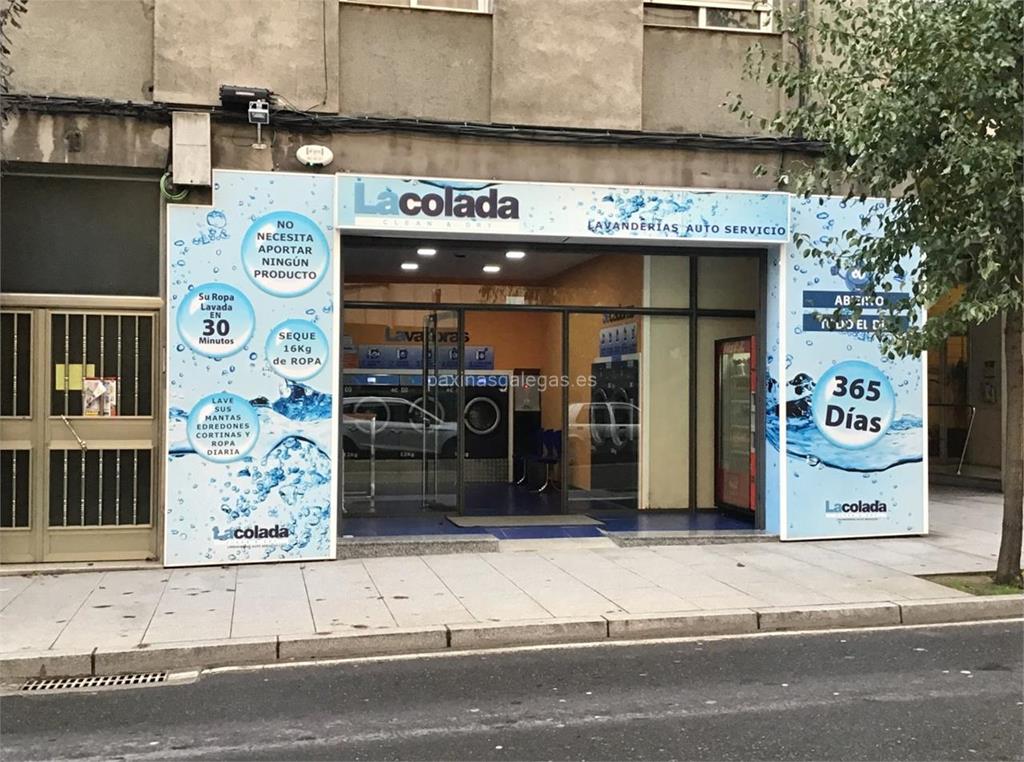 Lacolada
CLEAN & DRY
LAVANDERÍAS AUTO SERVICIO
NO
NECESITA
APORTAR
NINGÚN
PRODUCTO
Su Ropa
Lavada
EN
30
Minutos
SEQUE
16Kg
de ROPA
LAVE
SUS
MANTAS
EDREDONES
CORTINAS Y
ROPA
DIARIA
Lacolada
Lavadoras
paxinasgalegas.es
ABIERTO
TODO EL DÍA
365
Días
Lacolada